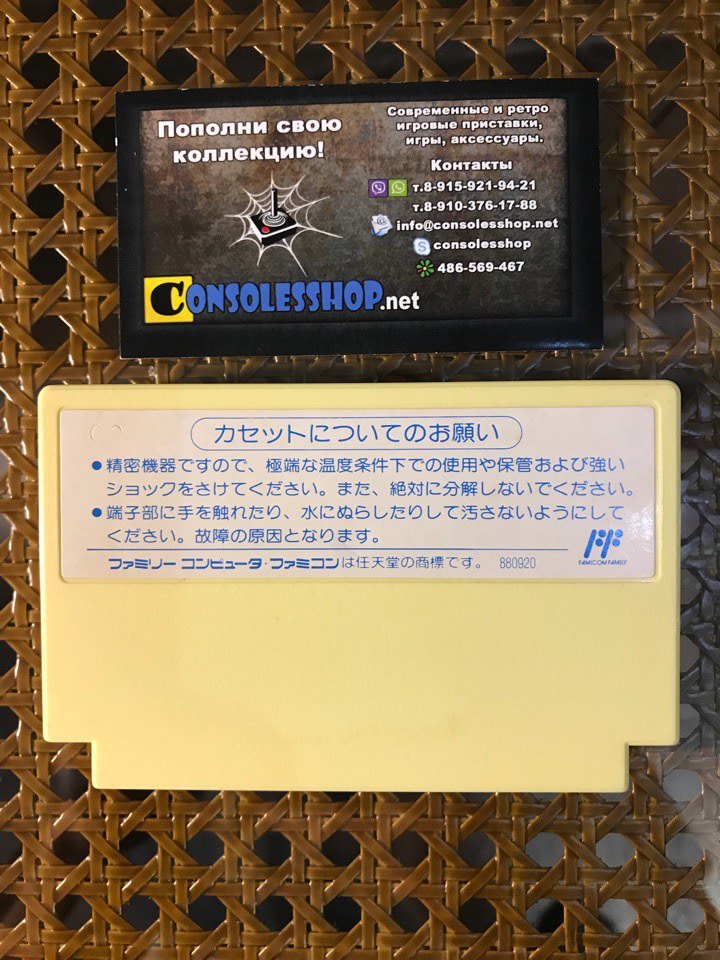 Пополни свою
коллекцию!
Современные и ретро
игровые приставки,
игры, аксессуары.
Контакты
т.8-915-921-94-21
т.8-910-376-17-88
info@consolesshop.net
consolesshop
486-569-467
CONSOLESSHOP.net
カセットについてのお願い
●精密機器ですので、極端な温度条件下での使用や保管および強い
ショックをさけてください。また、絶対に分解しないでください。
●端子部に手を触れたり、水にぬらしたりして汚さないようにして
ください。故障の原因となります。
ファミリーコンピュータ・ファミコンは任天堂の商標です。 880920
FAMICOM FAMILY